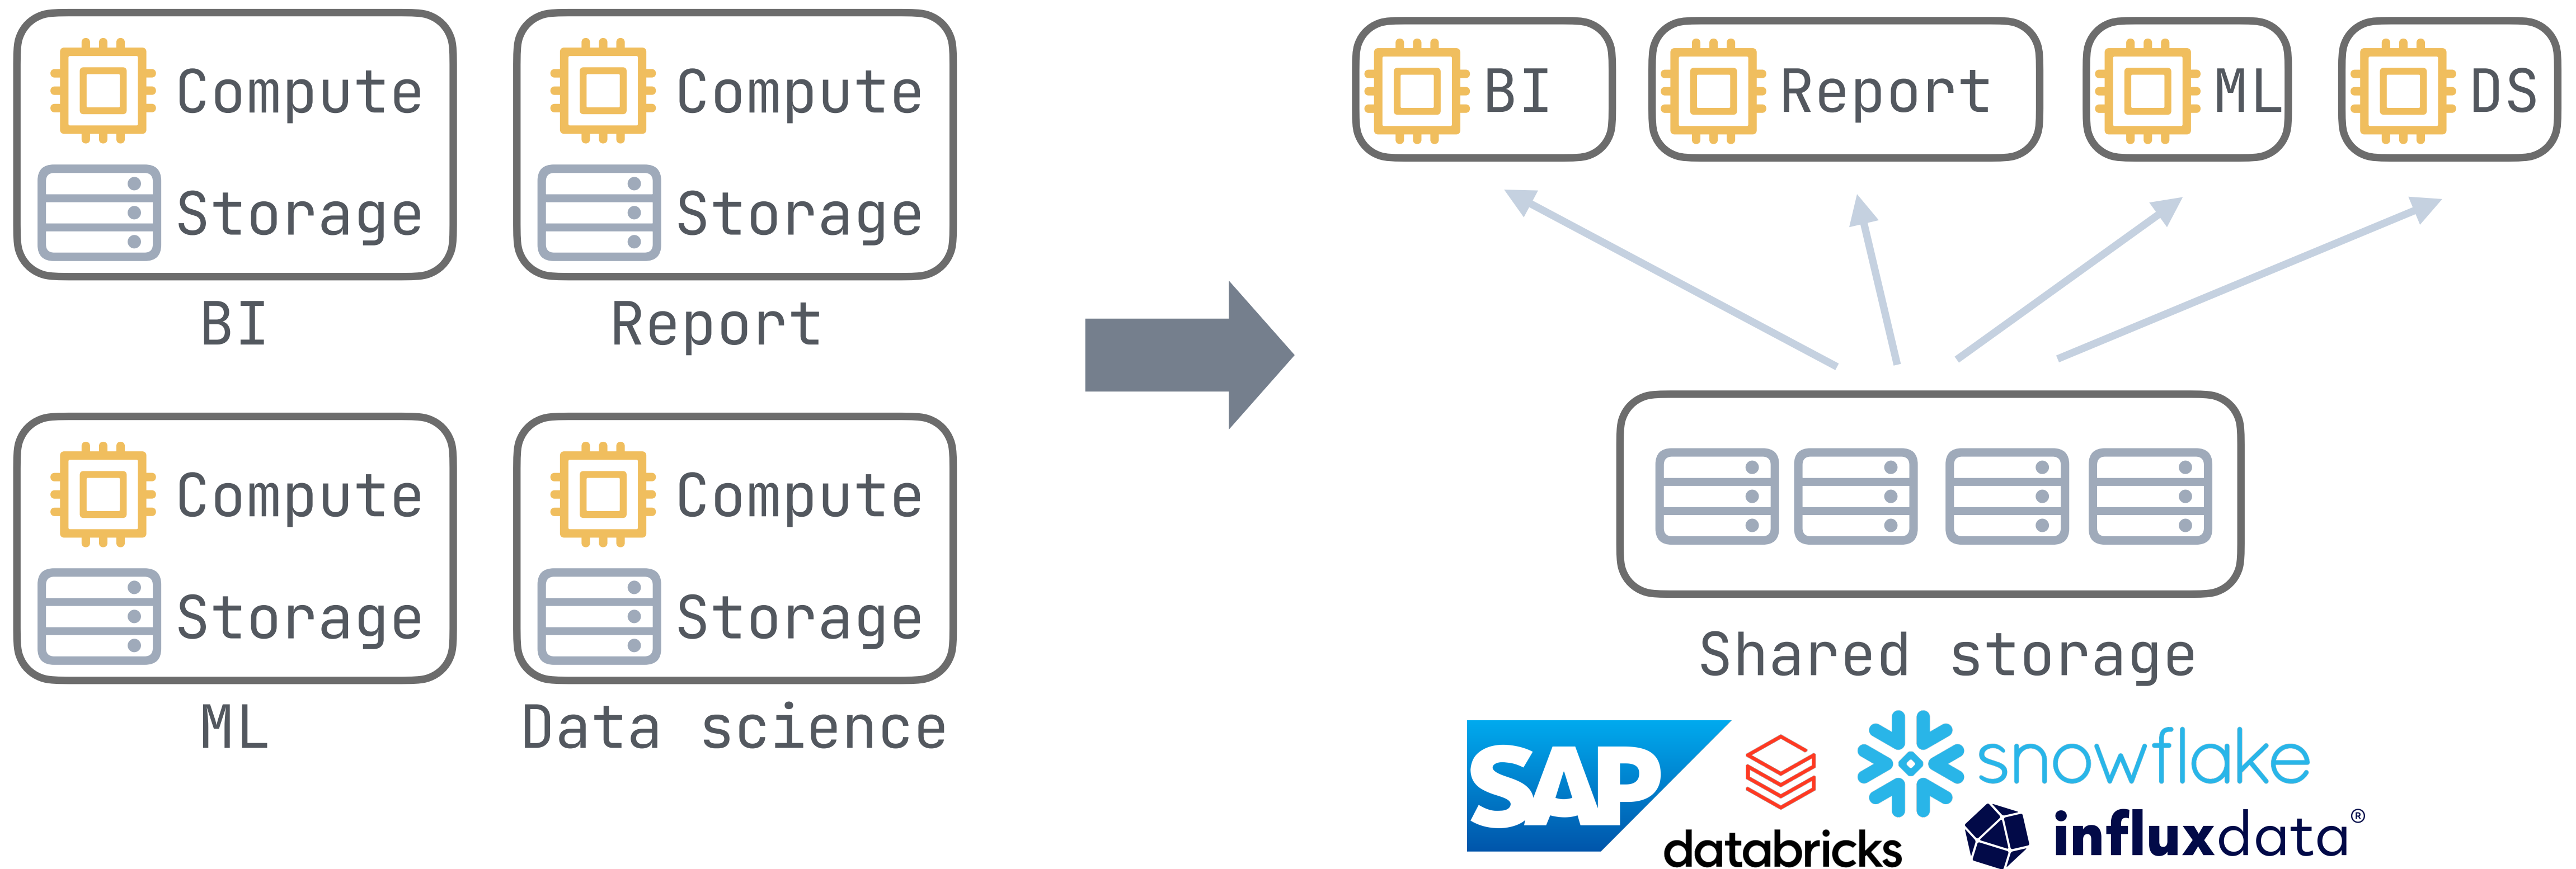 Compute
Storage
BI
Compute
Storage
Report
Compute
Storage
ML
Compute
Storage
Data science
BI
Report
ML
DS
Shared storage
SAP
databricks
snowflake
influxdata®